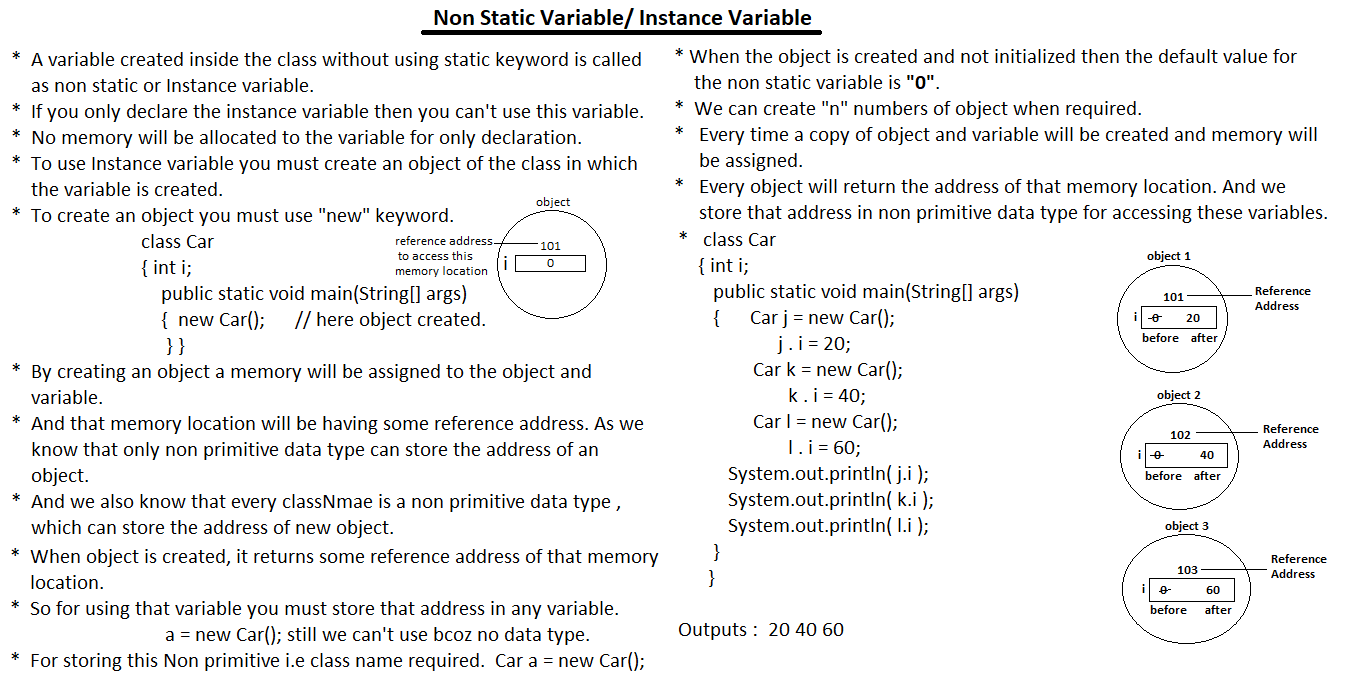 Non Static Variable/ Instance Variable
* A variable created inside the class without using static keyword is called
as non static or Instance variable.
* If you only declare the instance variable then you can't use this variable.
* No memory will be allocated to the variable for only declaration.
* To use Instance variable you must create an object of the class in which
the variable is created.
* To create an object you must use "new" keyword.
class Car
{ int i;
public static void main(String[] args)
{ new Car(); // here object created.
} }
object
reference address
to access this
memory location
101
i 0
* By creating an object a memory will be assigned to the object and
variable.
* And that memory location will be having some reference address. As we
know that only non primitive data type can store the address of an
object.
* And we also know that every classNmae is a non primitive data type ,
which can store the address of new object.
* When object is created, it returns some reference address of that memory
location.
* So for using that variable you must store that address in any variable.
a = new Car(); still we can't use bcoz no data type.
* For storing this Non primitive i.e class name required. Car a = new Car();
* When the object is created and not initialized then the default value for
the non static variable is "0".
* We can create "n" numbers of object when required.
* Every time a copy of object and variable will be created and memory will
be assigned.
* Every object will return the address of that memory location. And we
store that address in non primitive data type for accessing these variables.
* class Car
{ int i;
public static void main(String[] args)
{ Car j = new Car();
j . i = 20;
Car k = new Car();
k . i = 40;
Car l = new Car();
l . i = 60;
System.out.println( j.i );
System.out.println( k.i );
System.out.println( l.i );
}
}
Outputs : 20 40 60
object 1
101
Reference
Address
i 0 20
before after
object 2
102
Reference
Address
i 0 40
before after
object 3
103
Reference
Address
i 0 60
before after